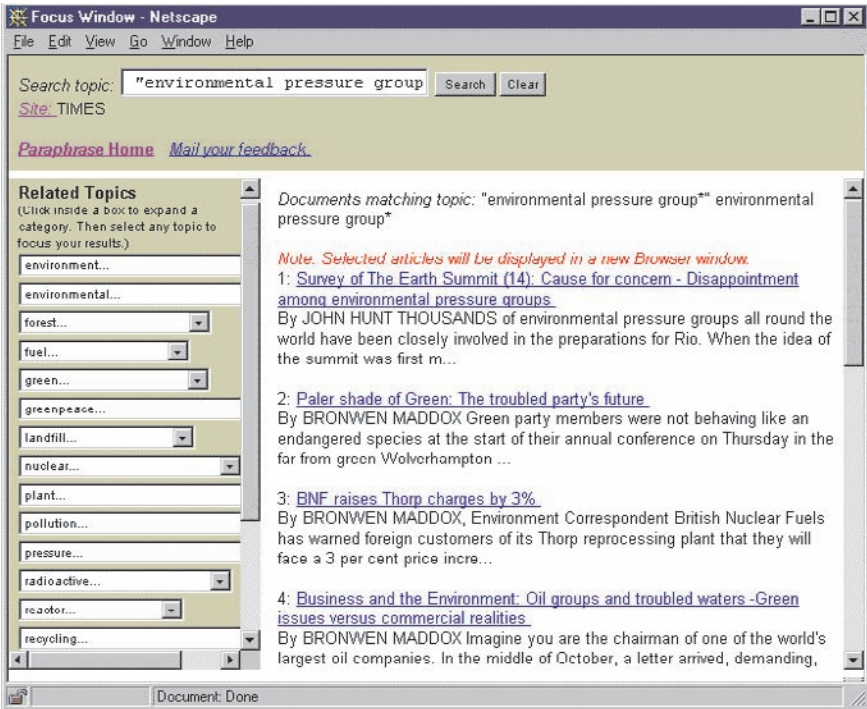 Focus Window - Netscape
File Edit View Go Window Help
Search topic: "environmental pressure group Search Clear
Site: TIMES
Paraphrase Home Mail your feedback.
Related Topics
(Click inside a box to expand a
category. Then select any topic to
focus your results.)
environment...
environmental...
forest...
fuel...
green...
greenpeace...
landfill...
nuclear...
plant...
pollution...
pressure...
radioactive...
reactor...
recycling...
Documents matching topic: "environmental pressure group*" environmental
pressure group*
Note. Selected articles will be displayed in a new Browser window.
1: Survey of The Earth Summit (14): Cause for concern - Disappointment
among environmental pressure groups
By JOHN HUNT THOUSANDS of environmental pressure groups all round the
world have been closely involved in the preparations for Rio. When the idea of
the summit was first m...
2: Paler shade of Green: The troubled party's future
By BRONWEN MADDOX Green party members were not behaving like an
endangered species at the start of their annual conference on Thursday in the
far from green Wolverhampton ...
3: BNF raises Thorp charges by 3%
By BRONWEN MADDOX, Environment Correspondent British Nuclear Fuels
has warned foreign customers of its Thorp reprocessing plant that they will
face a 3 per cent price incre...
4: Business and the Environment: Oil groups and troubled waters -Green
issues versus commercial realities
By BRONWEN MADDOX Imagine you are the chairman of one of the world's
largest oil companies. In the middle of October, a letter arrived, demanding,
Document: Done